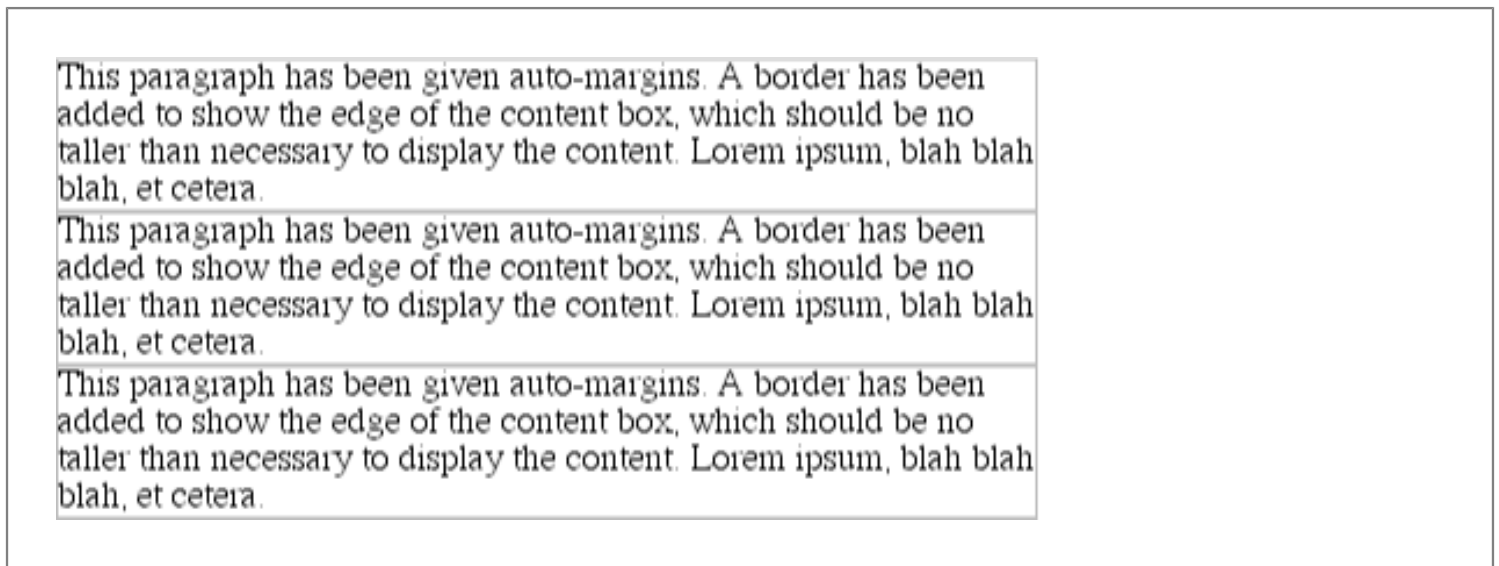 This paragraph has been given auto-margins. A border has been
added to show the edge of the content box, which should be no
taller than necessary to display the content. Lorem ipsum, blah blah
blah, et cetera.
This paragraph has been given auto-margins. A border has been
added to show the edge of the content box, which should be no
taller than necessary to display the content. Lorem ipsum, blah blah
blah, et cetera.
This paragraph has been given auto-margins. A border has been
added to show the edge of the content box, which should be no
taller than necessary to display the content. Lorem ipsum, blah blah
blah, et cetera.